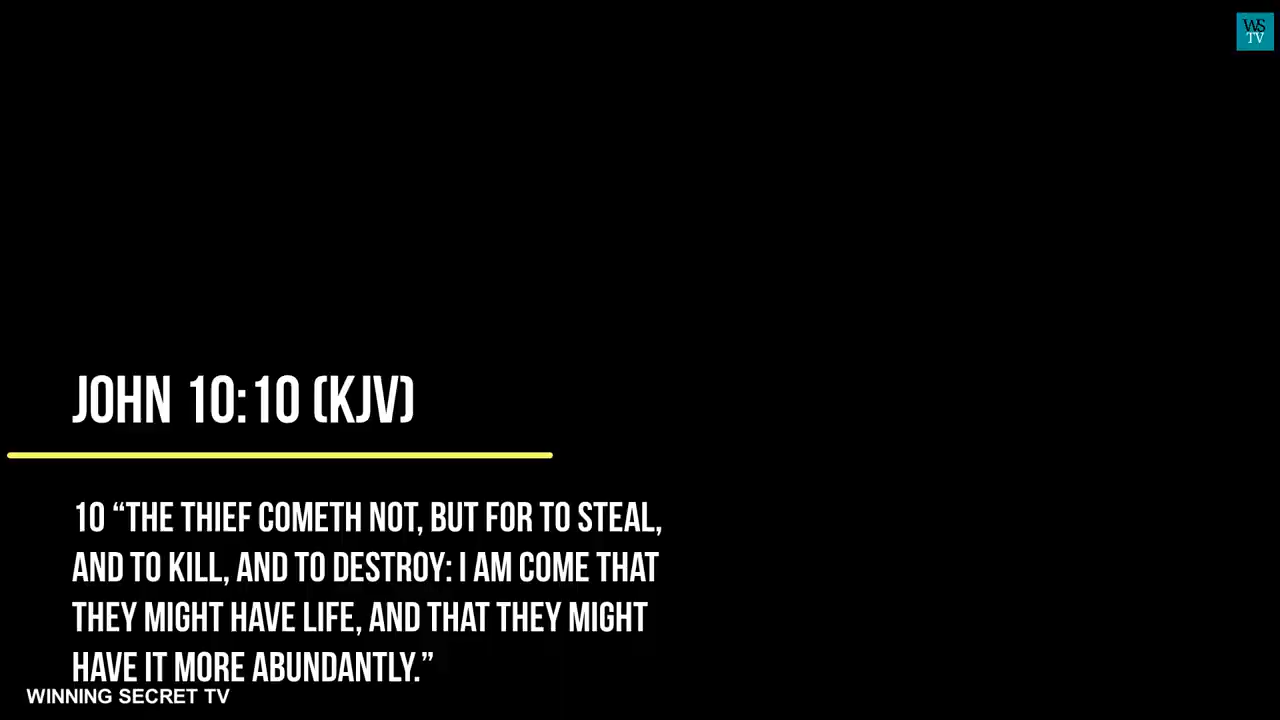 WS
TV
JOHN 10:10 (KJV)
10 “THE THIEF COMETH NOT, BUT FOR TO STEAL,
AND TO KILL, AND TO DESTROY: I AM COME THAT
THEY MIGHT HAVE LIFE, AND THAT THEY MIGHT
HAVE IT MORE ABUNDANTLY.”
WINNING SECRET TV